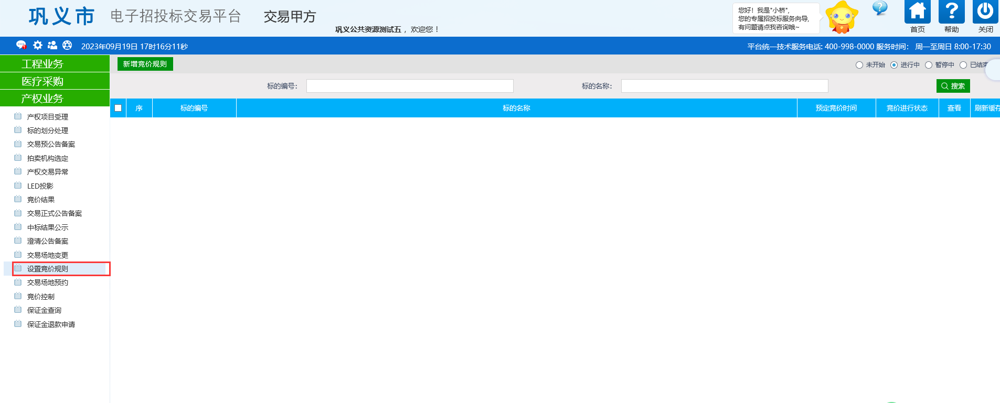 巩义市 电子招投标交易平台 交易甲方
巩义公共资源测试五 ，欢迎您！
您好！我是"小桥",
您的专属招投标服务向导,
有问题请点我咨询哦~
首页 帮助 关闭
2023年09月19日 17时16分11秒
平台统一技术服务电话: 400-998-0000 服务时间： 周一至周日 8:00-17:30
工程业务
医疗采购
产权业务
产权项目受理
标的划分处理
交易预公告备案
拍卖机构选定
产权交易异常
LED投影
竞价结果
交易正式公告备案
中标结果公示
澄清公告备案
交易场地变更
设置竞价规则
交易场地预约
竞价控制
保证金查询
保证金退款申请
新增竞价规则
未开始 进行中 暂停中 已结束
标的编号： 标的名称： 搜索
序 标的编号 标的名称 预定竞价时间 竞价进行状态 查看 刷新缓存